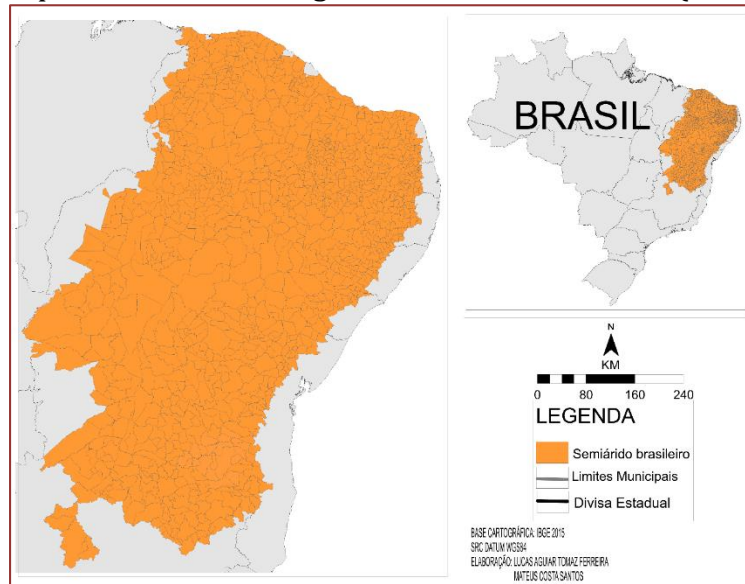 BRASIL
N
KM
0 80 160 240
LEGENDA
Semiárido brasileiro
Limites Municipais
Divisa Estadual
BASE CARTOGRÁFICA: IBGE 2015
SRC DATUM WGS84
ELABORAÇÃO: LUCAS AGUIAR TOMAZ FERREIRA
MATEUS COSTA SANTOS